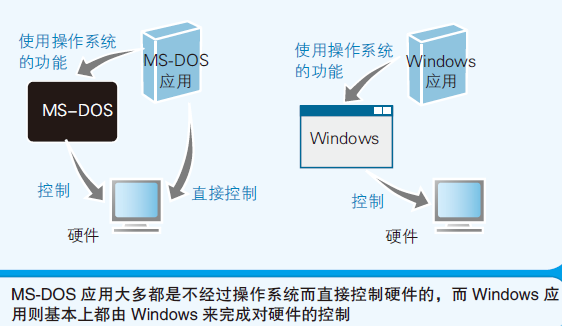 使用操作系统
的功能
MS-DOS
应用
MS-DOS
控制
直接控制
硬件
使用操作系统
的功能
Windows
应用
Windows
控制
硬件
MS-DOS 应用大多都是不经过操作系统而直接控制硬件的，而 Windows 应
用则基本上都由 Windows 来完成对硬件的控制